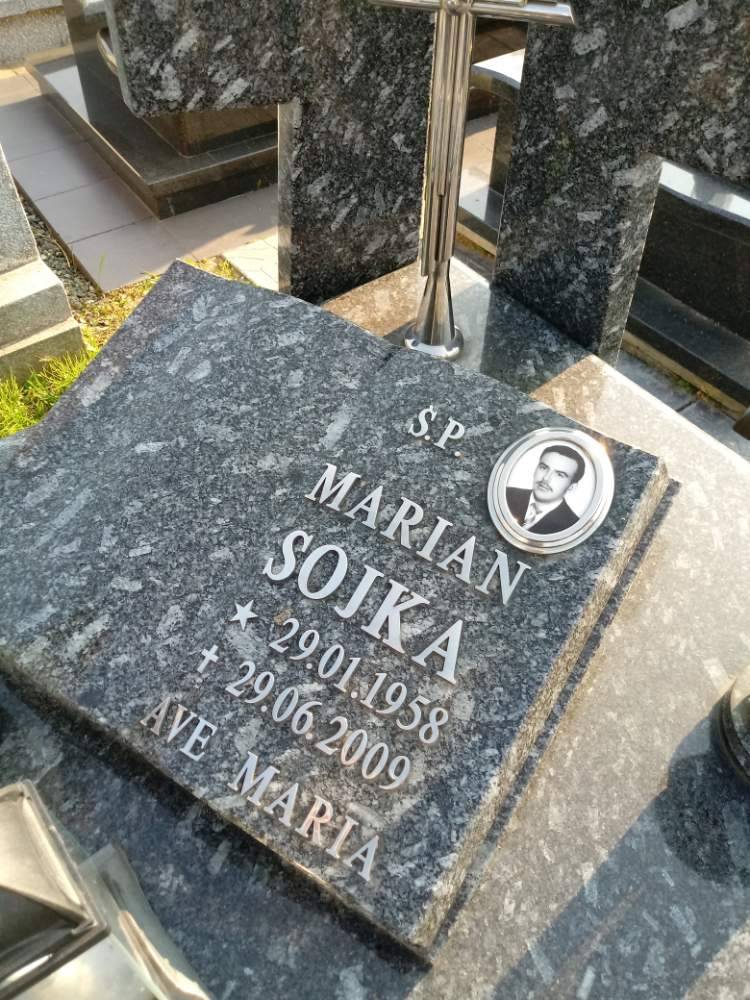 Ś.P.
MARIAN
SOJKA
★ 29.01.1958
✝ 29.06.2009
AVE MARIA